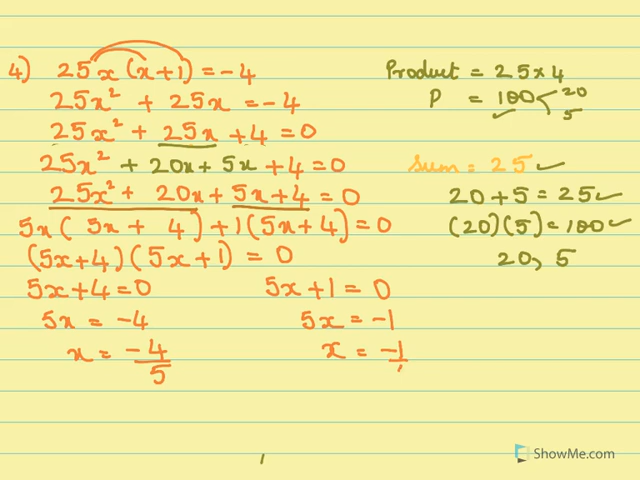 4) 25x(x+1) = -4
25x² + 25x = -4
25x² + 25x + 4 = 0
25x² + 20x + 5x + 4 = 0
25x² + 20x + 5x + 4 = 0
5x(5x + 4) + 1(5x + 4) = 0
(5x+4)(5x+1) = 0
5x+4 = 0
5x = -4
x = -4/5
5x+1 = 0
5x = -1
x = -1/
Product = 25×4
P = 100 < 20
5
Sum = 25 ✓
20 + 5 = 25 ✓
(20)(5) = 100 ✓
20, 5
ShowMe.com